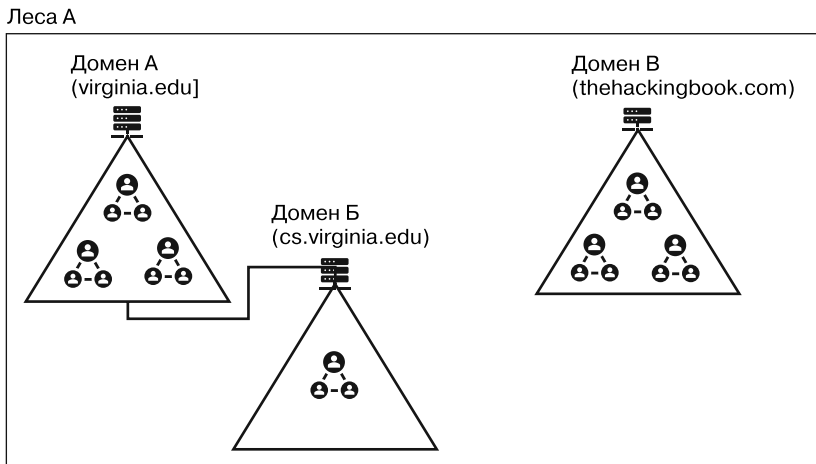 Леса А
Домен А
(virginia.edu]
Домен В
(thehackingbook.com)
Домен Б
(cs.virginia.edu)